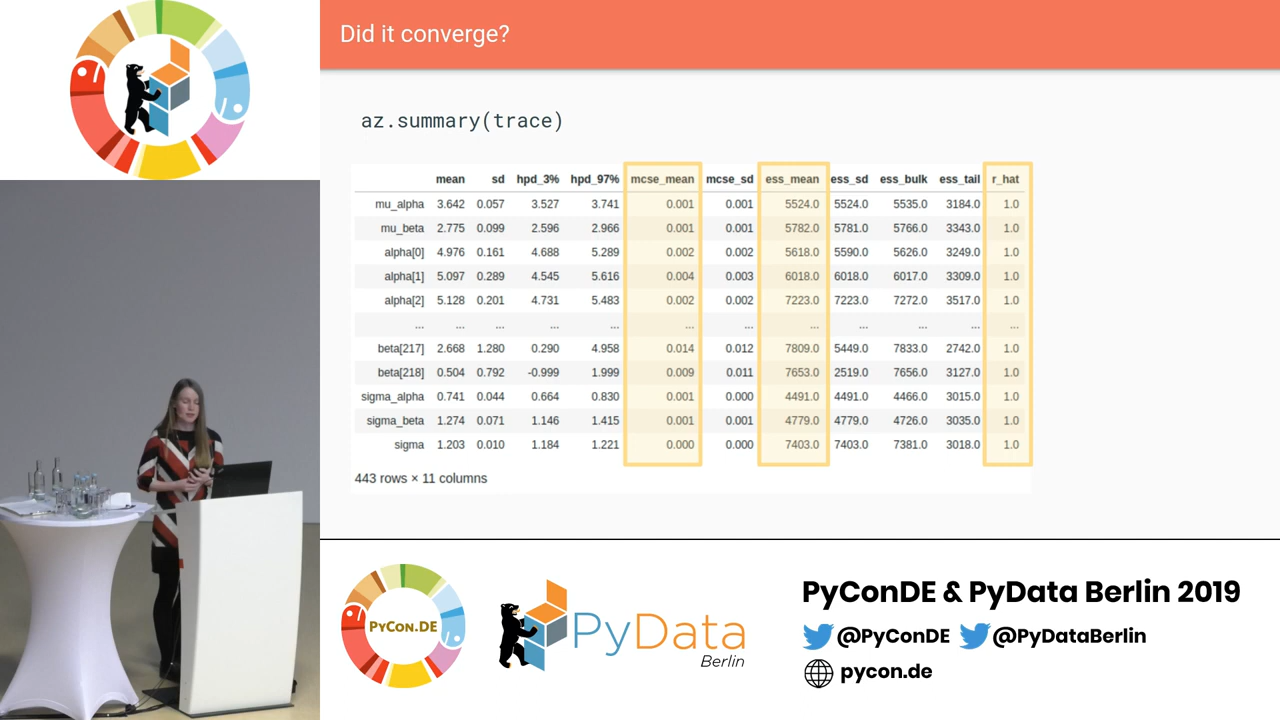 Did it converge?
az.summary(trace)
mean sd hpd_3% hpd_97% mcse_mean mcse_sd ess_mean ess_sd ess_bulk ess_tail r_hat
mu_alpha 3.642 0.057 3.527 3.741 0.001 0.001 5524.0 5524.0 5535.0 3184.0 1.0
mu_beta 2.775 0.099 2.596 2.966 0.001 0.001 5782.0 5781.0 5766.0 3343.0 1.0
alpha[0] 4.976 0.161 4.688 5.289 0.002 0.002 5618.0 5590.0 5626.0 3249.0 1.0
alpha[1] 5.097 0.289 4.545 5.616 0.004 0.003 6018.0 6018.0 6017.0 3309.0 1.0
alpha[2] 5.128 0.201 4.731 5.483 0.002 0.002 7223.0 7223.0 7272.0 3517.0 1.0
... ... ... ... ... ... ... ... ... ... ... ...
beta[217] 2.668 1.280 0.290 4.958 0.014 0.012 7809.0 5449.0 7833.0 2742.0 1.0
beta[218] 0.504 0.792 -0.999 1.999 0.009 0.011 7653.0 2519.0 7656.0 3127.0 1.0
sigma_alpha 0.741 0.044 0.664 0.830 0.001 0.000 4491.0 4491.0 4466.0 3015.0 1.0
sigma_beta 1.274 0.071 1.146 1.415 0.001 0.001 4779.0 4779.0 4726.0 3035.0 1.0
sigma 1.203 0.010 1.184 1.221 0.000 0.000 7403.0 7403.0 7381.0 3018.0 1.0
443 rows × 11 columns
PYCON.DE
PyData
Berlin
PyConDE & PyData Berlin 2019
@PyConDE @PyDataBerlin
pycon.de